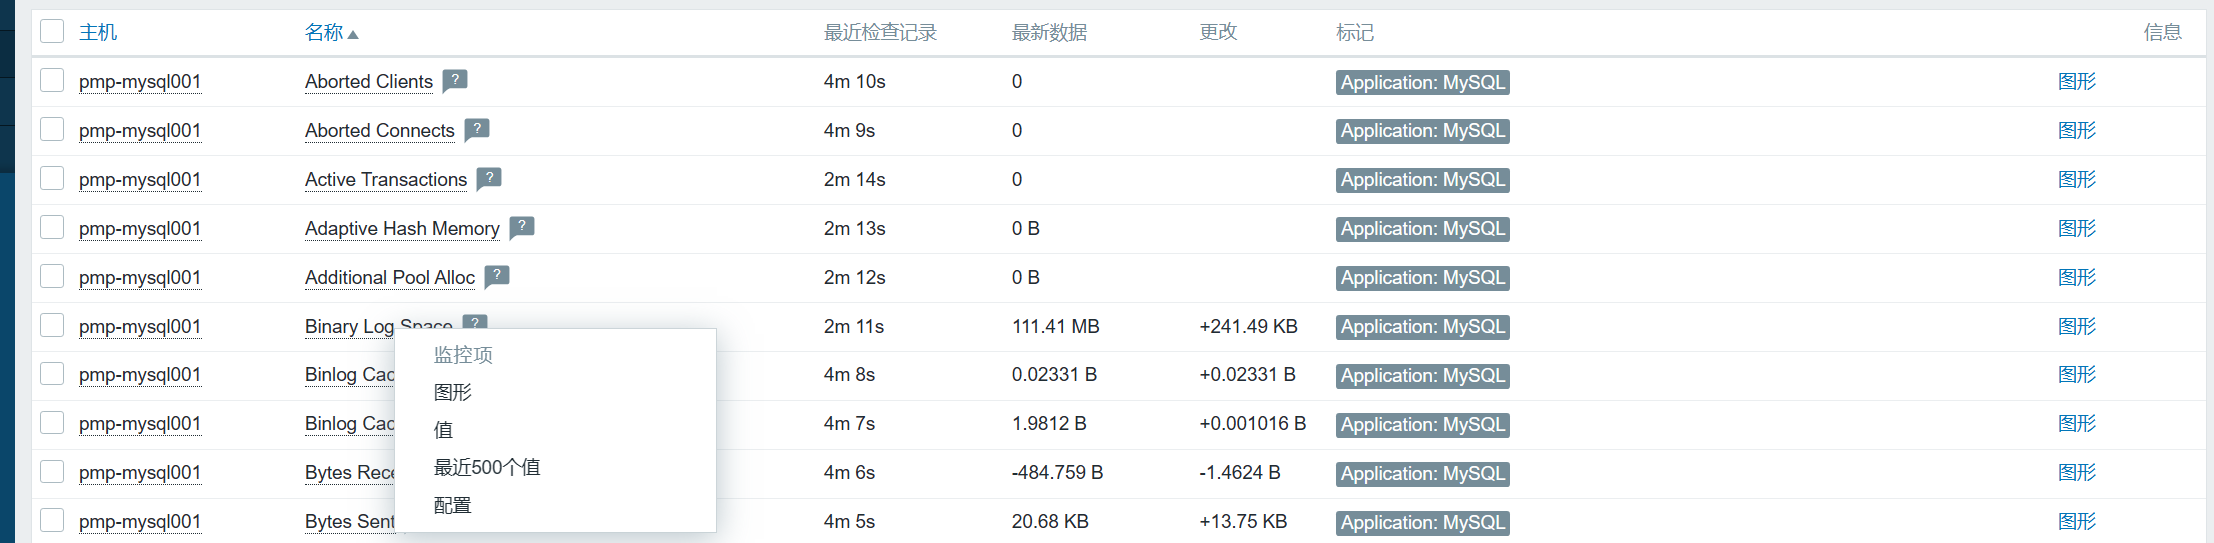 主机 名称 最近检查记录 最新数据 更改 标记 信息
pmp-mysql001 Aborted Clients ? 4m 10s 0 Application: MySQL 图形
pmp-mysql001 Aborted Connects ? 4m 9s 0 Application: MySQL 图形
pmp-mysql001 Active Transactions ? 2m 14s 0 Application: MySQL 图形
pmp-mysql001 Adaptive Hash Memory ? 2m 13s 0 B Application: MySQL 图形
pmp-mysql001 Additional Pool Alloc ? 2m 12s 0 B Application: MySQL 图形
pmp-mysql001 Binary Log Space ? 2m 11s 111.41 MB +241.49 KB Application: MySQL 图形
监控项
pmp-mysql001 Binlog Cac 4m 8s 0.02331 B +0.02331 B Application: MySQL 图形
图形
pmp-mysql001 Binlog Cac 4m 7s 1.9812 B +0.001016 B Application: MySQL 图形
值
pmp-mysql001 Bytes Rece 4m 6s -484.759 B -1.4624 B Application: MySQL 图形
最近500个值
pmp-mysql001 Bytes Sent 4m 5s 20.68 KB +13.75 KB Application: MySQL 图形
配置